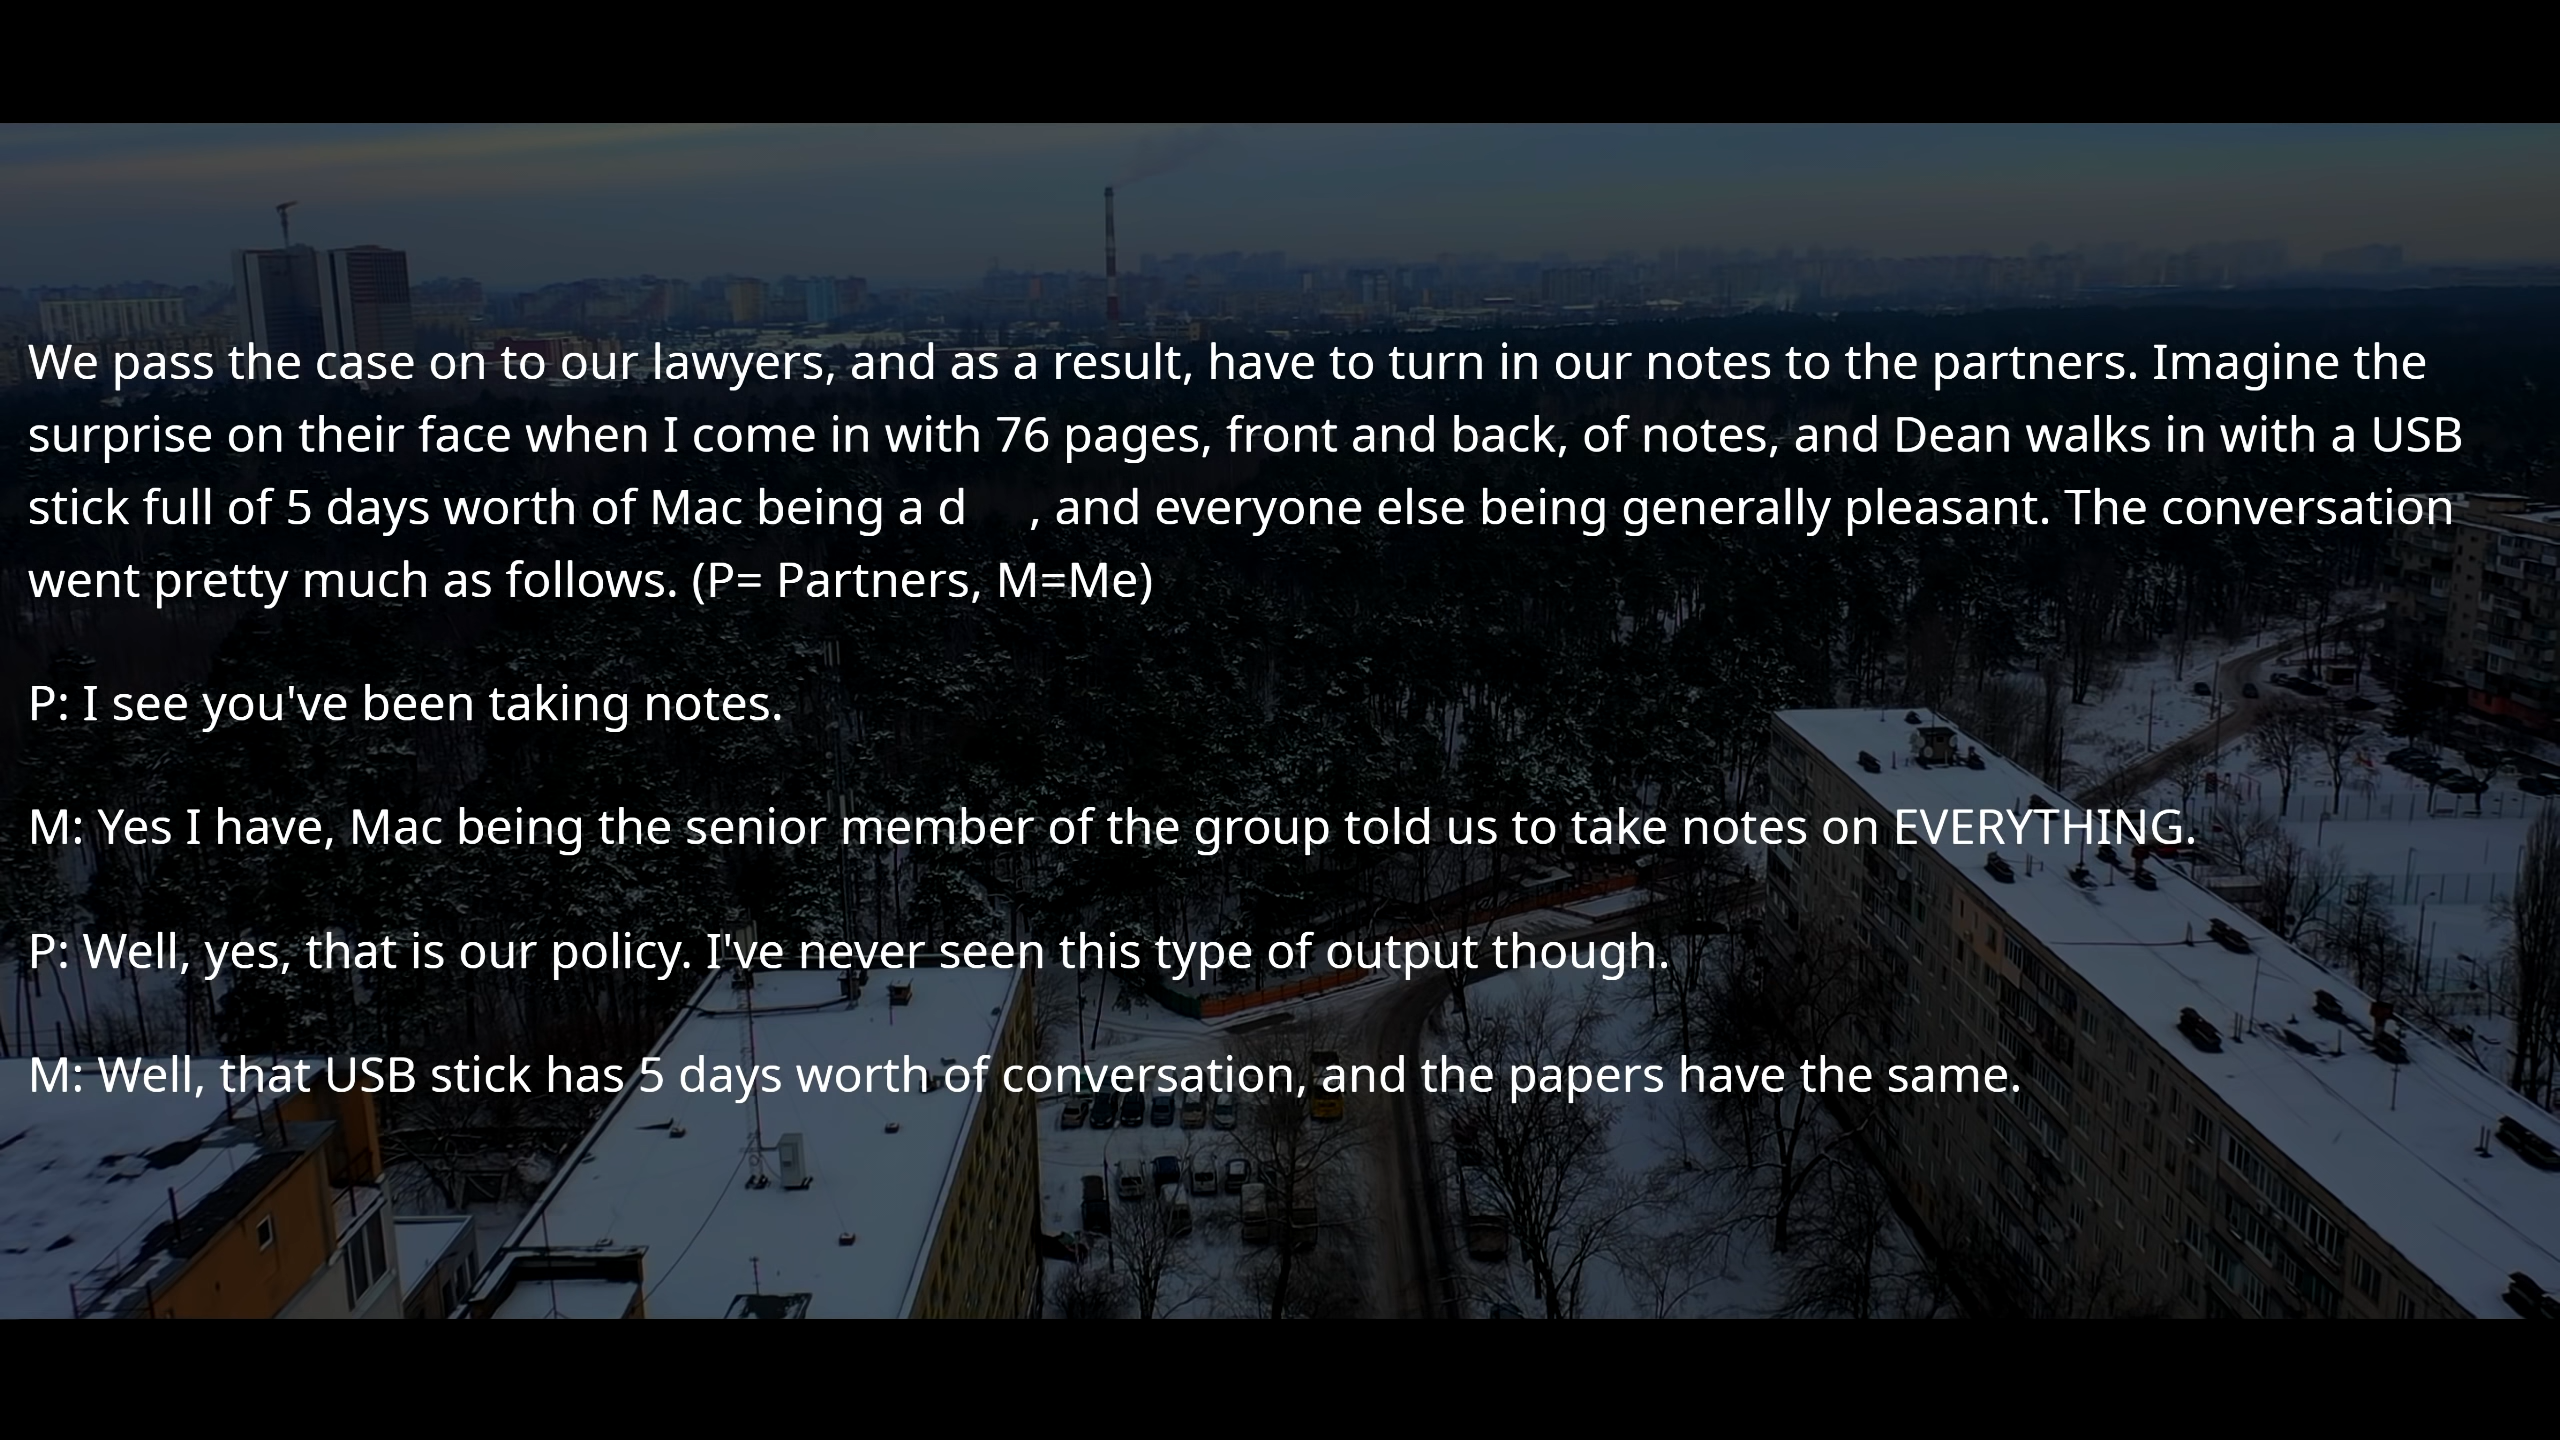 We pass the case on to our lawyers, and as a result, have to turn in our notes to the partners. Imagine the
surprise on their face when I come in with 76 pages, front and back, of notes, and Dean walks in with a USB
stick full of 5 days worth of Mac being a d , and everyone else being generally pleasant. The conversation
went pretty much as follows. (P= Partners, M=Me)
P: I see you've been taking notes.
M: Yes I have, Mac being the senior member of the group told us to take notes on EVERYTHING.
P: Well, yes, that is our policy. I've never seen this type of output though.
M: Well, that USB stick has 5 days worth of conversation, and the papers have the same.